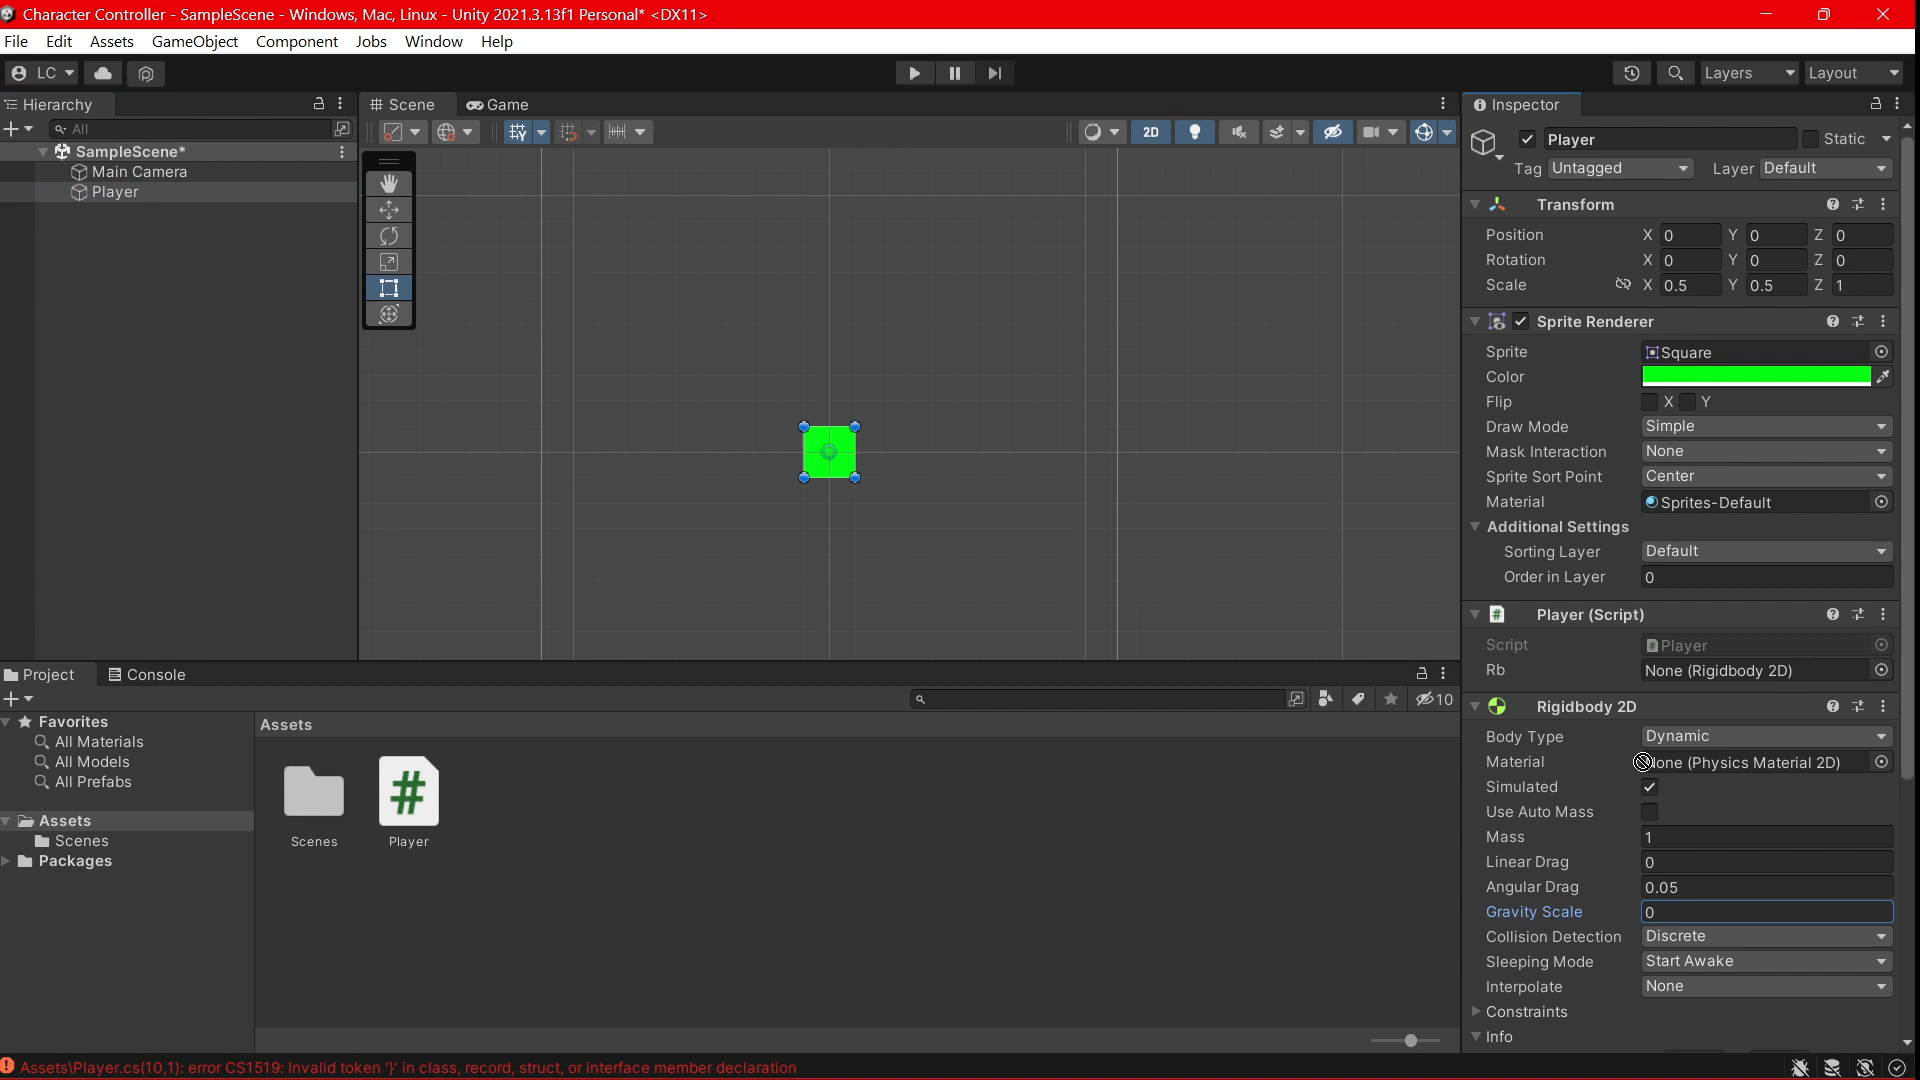 Character Controller - SampleScene - Windows, Mac, Linux - Unity 2021.3.13f1 Personal* <DX11>
File Edit Assets GameObject Component Jobs Window Help
LC Layers Layout
Hierarchy Scene Game Inspector
All 2D Player Static
SampleScene*
Tag Untagged Layer Default
Main Camera
Player
Transform
Position X 0 Y 0 Z 0
Rotation X 0 Y 0 Z 0
Scale X 0.5 Y 0.5 Z 1
Sprite Renderer
Sprite Square
Color
Flip X Y
Draw Mode Simple
Mask Interaction None
Sprite Sort Point Center
Material Sprites-Default
Additional Settings
Sorting Layer Default
Order in Layer 0
Player (Script)
Script Player
Rb None (Rigidbody 2D)
Project Console
10
Rigidbody 2D
Favorites Assets
All Materials
All Models
All Prefabs
Body Type Dynamic
Material (Physics Material 2D)
Simulated
Use Auto Mass
Assets
Scenes
Packages
Scenes Player
Mass 1
Linear Drag 0
Angular Drag 0.05
Gravity Scale 0
Collision Detection Discrete
Sleeping Mode Start Awake
Interpolate None
Constraints
Info
Assets\Player.cs(10,1): error CS1519: Invalid token '}' in class, record, struct, or interface member declaration